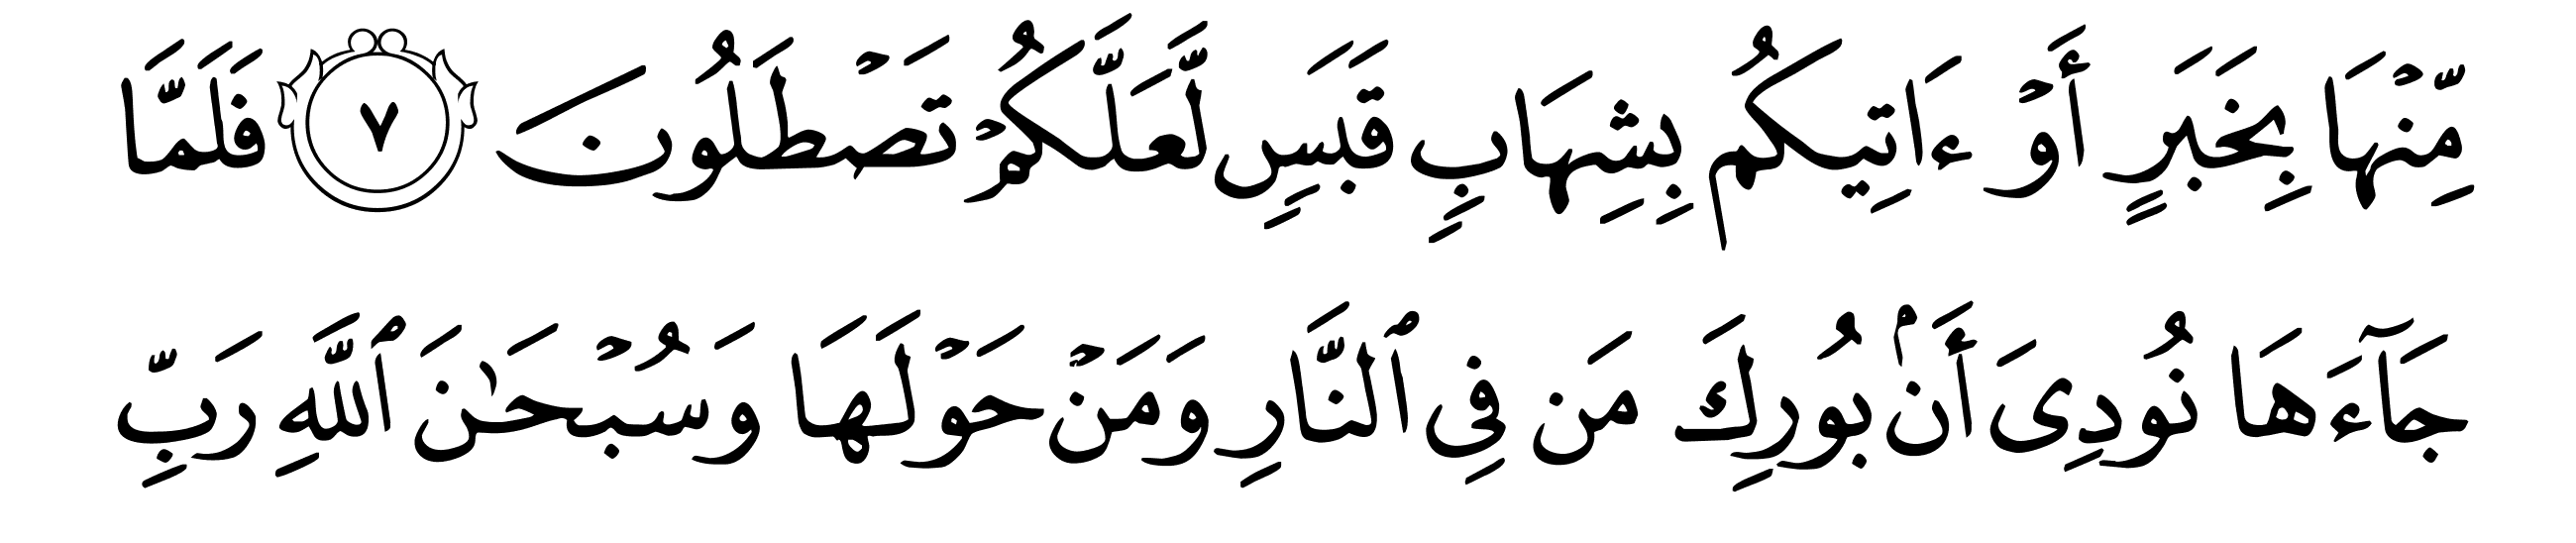 مِّنۡهَا بِخَبَرٍ أَوۡ ءَاتِيكُم بِشِهَابٖ قَبَسٖ لَّعَلَّكُمۡ تَصۡطَلُونَ ٧ فَلَمَّا
جَآءَهَا نُودِيَ أَنۢ بُورِكَ مَن فِي ٱلنَّارِ وَمَنۡ حَوۡلَهَا وَسُبۡحَٰنَ ٱللَّهِ رَبِّ